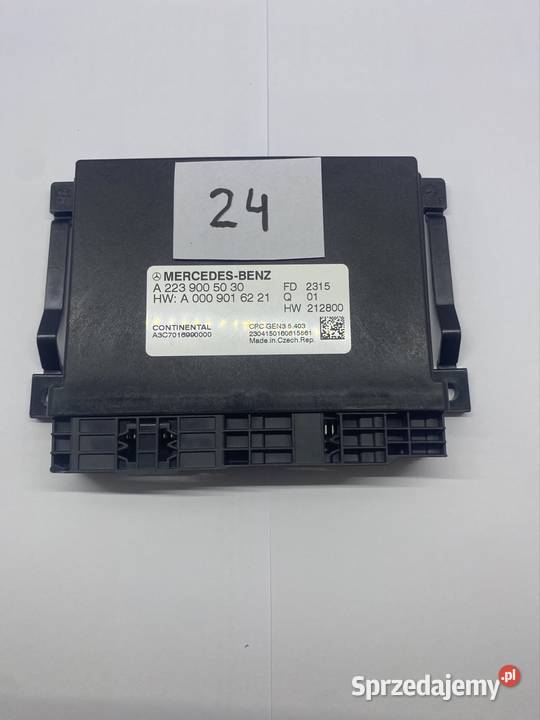 24
MERCEDES-BENZ
A 223 900 50 30 FD 2315
HW: A 000 901 62 21 Q 01
HW 212800
CONTINENTAL CPC GEN3 5.403
A3C7016990000 2304150160615561
Made in Czech Rep.
Sprzedajemy.pl